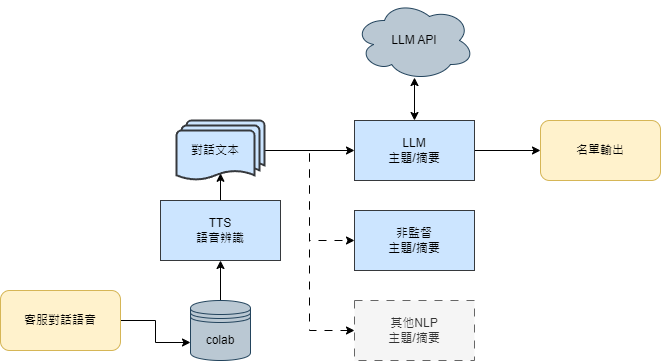 LLM API
對話文本
LLM
主題/摘要
名單輸出
TTS
語音辨識
非監督
主題/摘要
客服對話語音
colab
其他NLP
主題/摘要